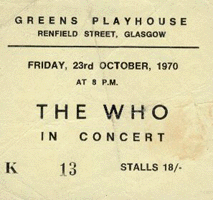 GREENS PLAYHOUSE
RENFIELD STREET, GLASGOW
FRIDAY, 23rd OCTOBER, 1970
AT 8 P.M.
THE WHO
IN CONCERT
K 13 STALLS 18/-